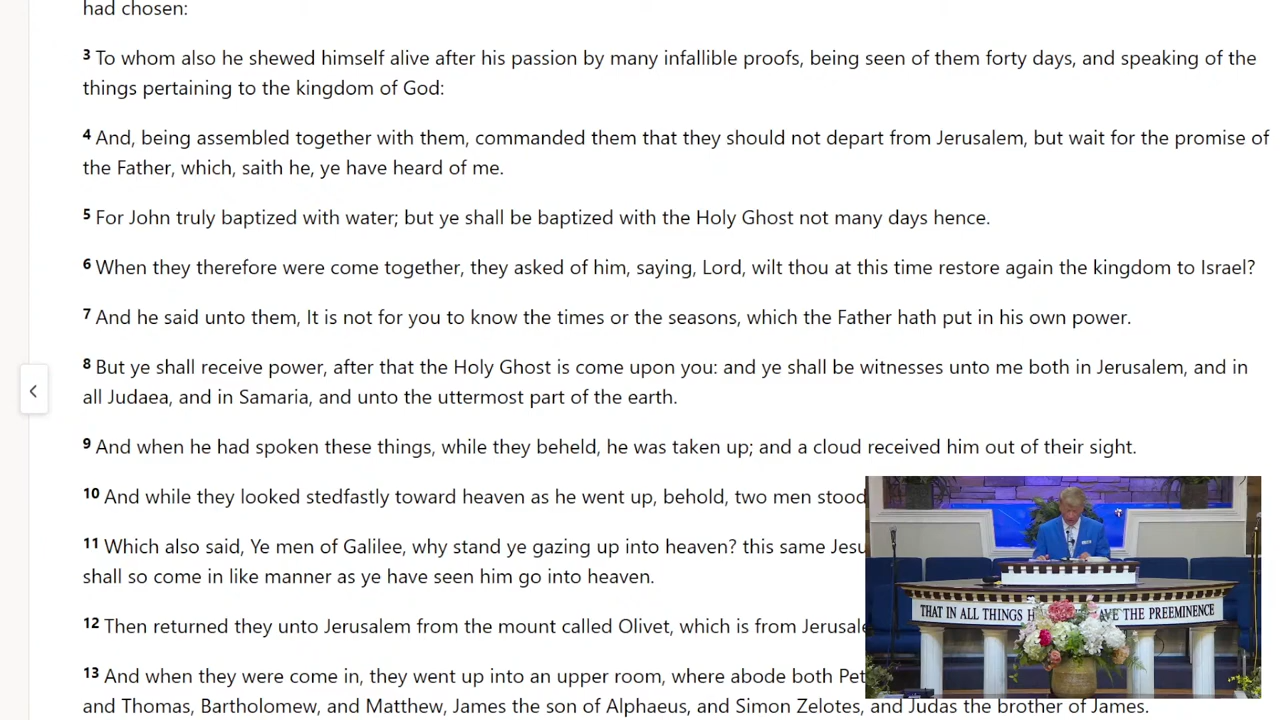 had chosen:
3 To whom also he shewed himself alive after his passion by many infallible proofs, being seen of them forty days, and speaking of the
things pertaining to the kingdom of God:
4 And, being assembled together with them, commanded them that they should not depart from Jerusalem, but wait for the promise of
the Father, which, saith he, ye have heard of me.
5 For John truly baptized with water; but ye shall be baptized with the Holy Ghost not many days hence.
6 When they therefore were come together, they asked of him, saying, Lord, wilt thou at this time restore again the kingdom to Israel?
7 And he said unto them, It is not for you to know the times or the seasons, which the Father hath put in his own power.
8 But ye shall receive power, after that the Holy Ghost is come upon you: and ye shall be witnesses unto me both in Jerusalem, and in
all Judaea, and in Samaria, and unto the uttermost part of the earth.
9 And when he had spoken these things, while they beheld, he was taken up; and a cloud received him out of their sight.
10 And while they looked stedfastly toward heaven as he went up, behold, two men stood
11 Which also said, Ye men of Galilee, why stand ye gazing up into heaven? this same Jesu
shall so come in like manner as ye have seen him go into heaven.
12 Then returned they unto Jerusalem from the mount called Olivet, which is from Jerusale
13 And when they were come in, they went up into an upper room, where abode both Pet
and Thomas, Bartholomew, and Matthew, James the son of Alphaeus, and Simon Zelotes, and Judas the brother of James.
THAT IN ALL THINGS H AVE THE PREEMINENCE